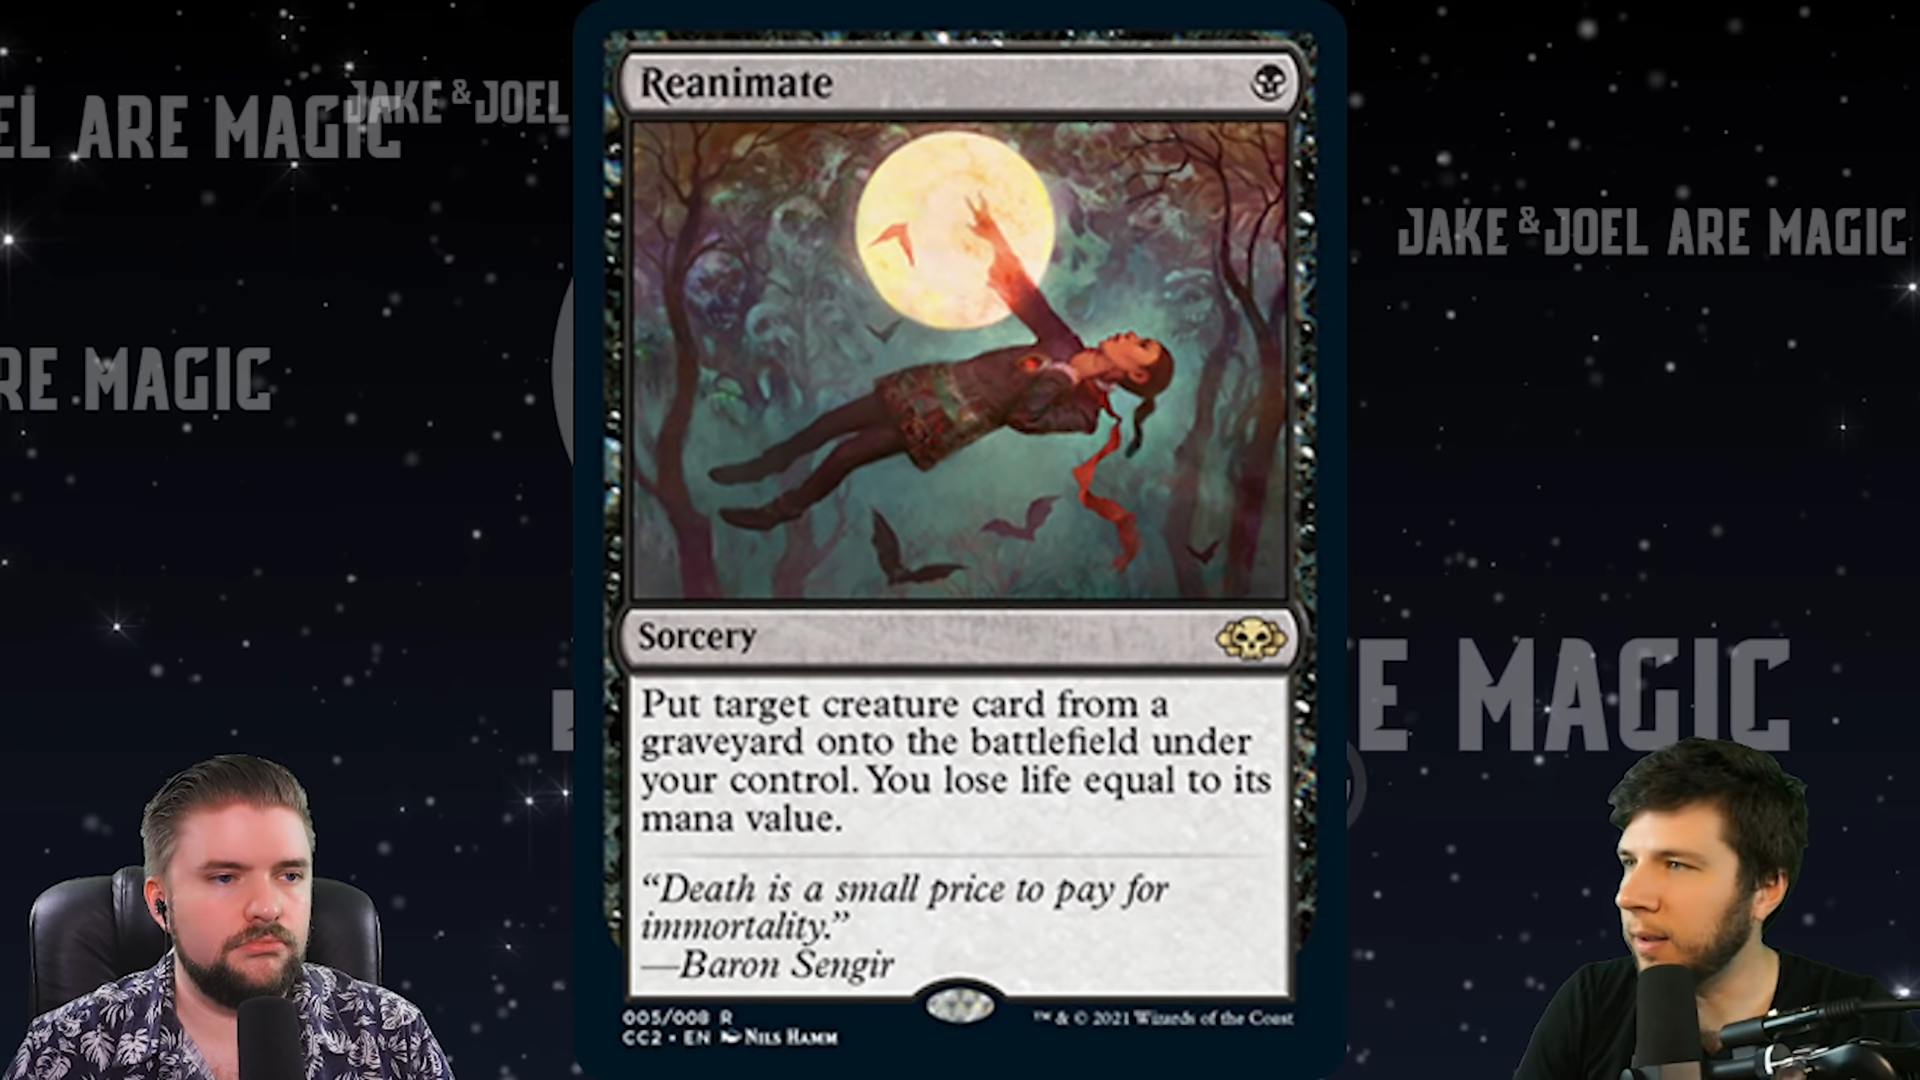 EL ARE MAGIC
JAKE & JOEL
JAKE & JOEL ARE MAGIC
RE MAGIC
E MAGIC
Reanimate
Sorcery
Put target creature card from a
graveyard onto the battlefield under
your control. You lose life equal to its
mana value.
“Death is a small price to pay for
immortality.”
—Baron Sengir
005/008 R
CC2 • EN NILS HAMM
™ & © 2021 Wizards of the Coast